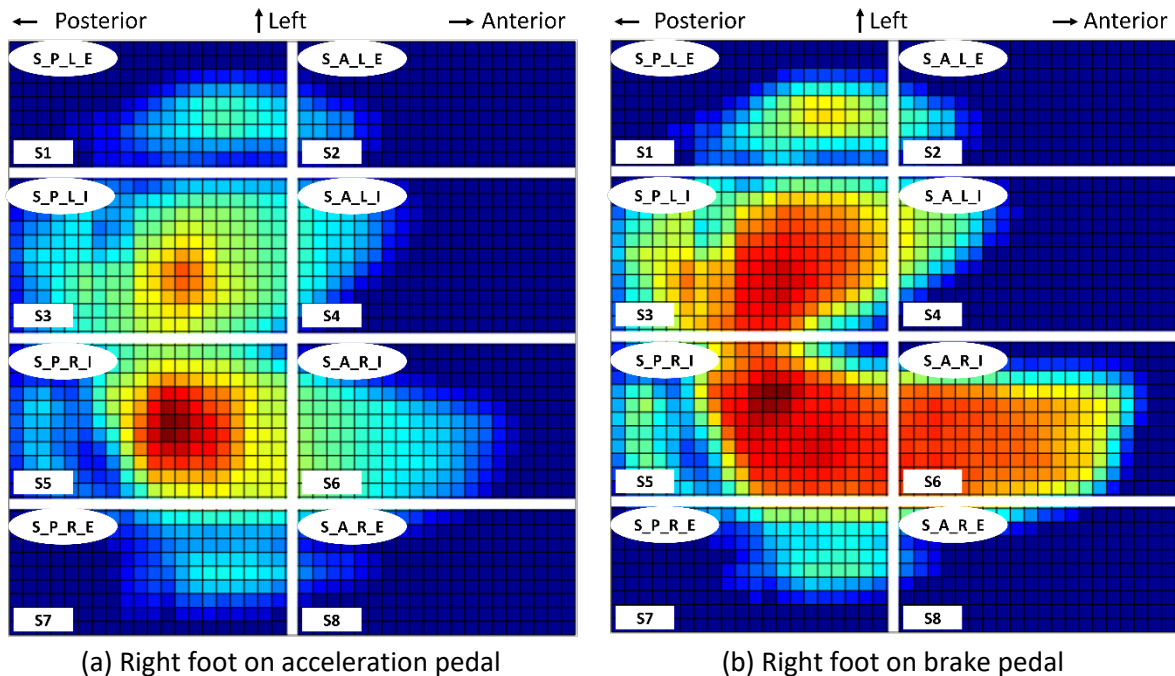 ← Posterior ↑ Left → Anterior
S_P_L_E S_A_L_E
S1 S2
S_P_L_I S_A_L_I
S3 S4
S_P_R_I S_A_R_I
S5 S6
S_P_R_E S_A_R_E
S7 S8
(a) Right foot on acceleration pedal
← Posterior ↑ Left → Anterior
S_P_L_E S_A_L_E
S1 S2
S_P_L_I S_A_L_I
S3 S4
S_P_R_I S_A_R_I
S5 S6
S_P_R_E S_A_R_E
S7 S8
(b) Right foot on brake pedal